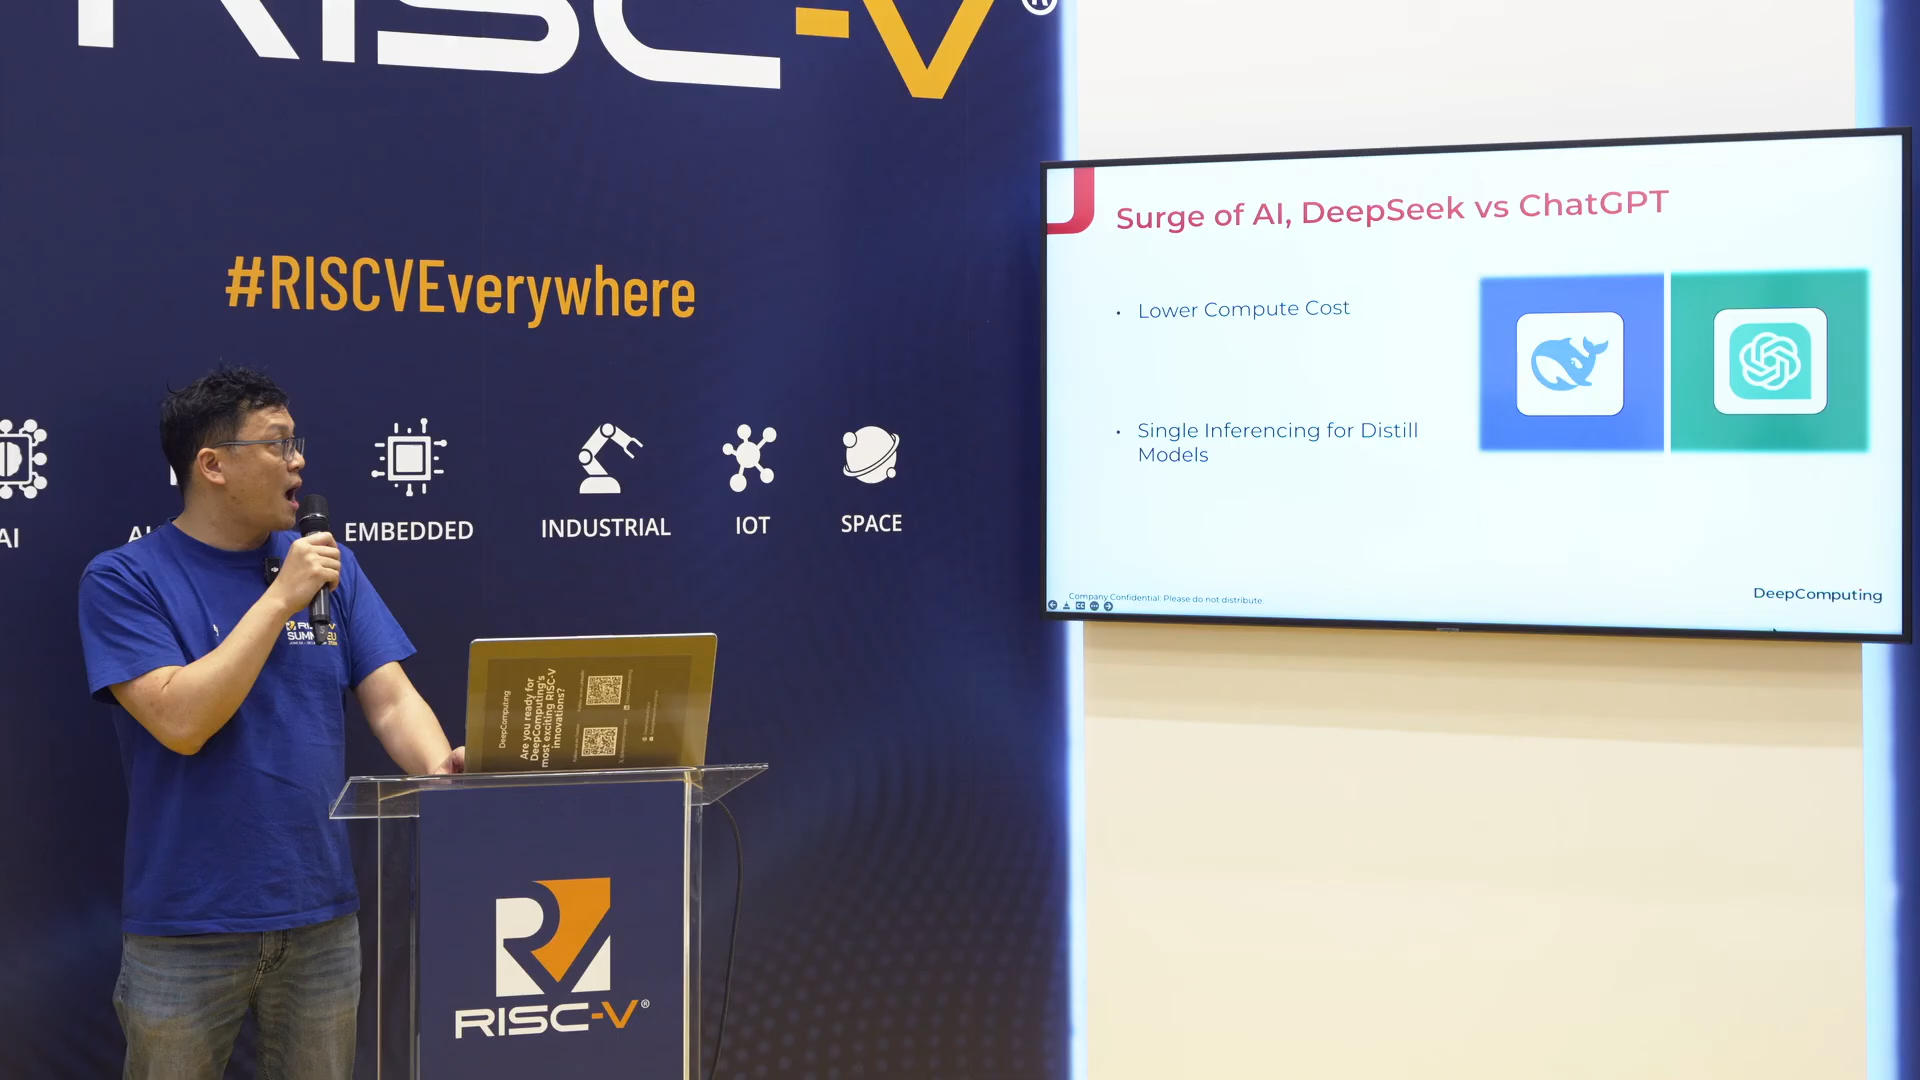 RISC-V®
#RISCVEverywhere
AI
EMBEDDED
INDUSTRIAL
IOT
SPACE
Surge of AI, DeepSeek vs ChatGPT
• Lower Compute Cost
• Single Inferencing for Distill
Models
Company Confidential. Please do not distribute.
DeepComputing
DeepComputing
Are you ready for
DeepComputing's
most exciting RISC-V
innovations?
RISC-V®